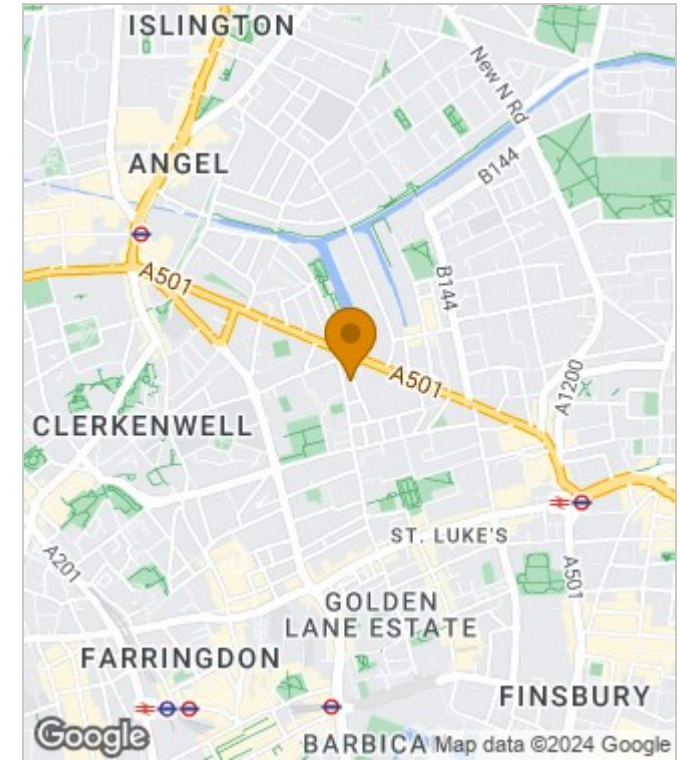 ISLINGTON
New N Rd
ANGEL
B144
A501
B144
A501
A1200
CLERKENWELL
ST. LUKE'S
A201
A501
GOLDEN
LANE ESTATE
FARRINGDON
FINSBURY
BARBICA
Google
Map data ©2024 Google